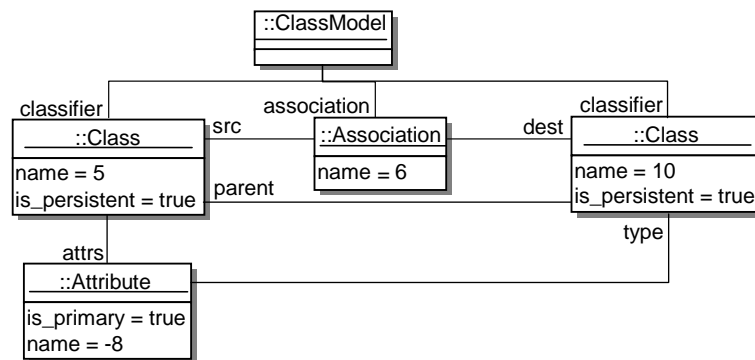 ::ClassModel
classifier
association
classifier
::Class
src
::Association
dest
::Class
name = 5
is_persistent = true
name = 6
name = 10
is_persistent = true
parent
attrs
type
::Attribute
is_primary = true
name = -8